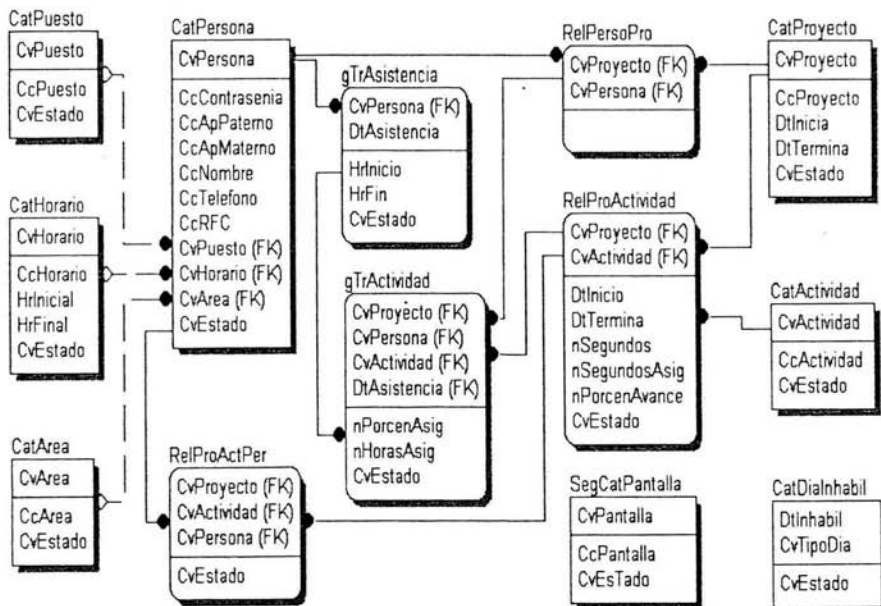 CatPuesto
CvPuesto
CcPuesto
CvEstado
CatHorario
CvHorario
CcHorario
HrInicial
HrFinal
CvEstado
CatArea
CvArea
CcArea
CvEstado
CatPersona
CvPersona
CcContrasenia
CcApPaterno
CcApMaterno
CcNombre
CcTelefono
CcRFC
CvPuesto (FK)
CvHorario (FK)
CvArea (FK)
CvEstado
RelProActPer
CvProyecto (FK)
CvActividad (FK)
CvPersona (FK)
CvEstado
gTrAsistencia
CvPersona (FK)
DtAsistencia
HrInicio
HrFin
CvEstado
gTrActividad
CvProyecto (FK)
CvPersona (FK)
CvActividad (FK)
DtAsistencia (FK)
nPorcenAsig
nHorasAsig
CvEstado
RelPersoPro
CvProyecto (FK)
CvPersona (FK)
RelProActividad
CvProyecto (FK)
CvActividad (FK)
DtInicio
DtTermina
nSegundos
nSegundosAsig
nPorcenAvance
CvEstado
SegCatPantalla
CvPantalla
CcPantalla
CvEsTado
CatProyecto
CvProyecto
CcProyecto
DtInicia
DtTermina
CvEstado
CatActividad
CvActividad
CcActividad
CvEstado
CatDiaInhabil
DtInhabil
CvTipoDia
CvEstado